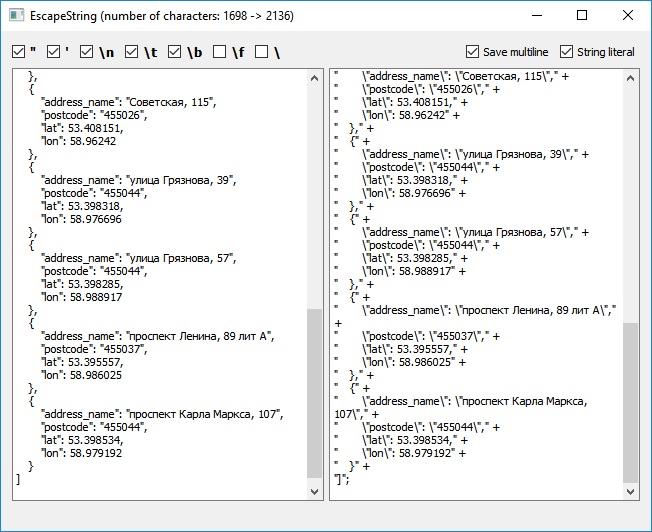 EscapeString (number of characters: 1698 -> 2136)
" ' \n \t \b \f \ Save multiline String literal
    },
    {
        "address_name": "Советская, 115",
        "postcode": "455026",
        "lat": 53.408151,
        "lon": 58.96242
    },
    {
        "address_name": "улица Грязнова, 39",
        "postcode": "455044",
        "lat": 53.398318,
        "lon": 58.976696
    },
    {
        "address_name": "улица Грязнова, 57",
        "postcode": "455044",
        "lat": 53.398285,
        "lon": 58.988917
    },
    {
        "address_name": "проспект Ленина, 89 лит А",
        "postcode": "455037",
        "lat": 53.395557,
        "lon": 58.986025
    },
    {
        "address_name": "проспект Карла Маркса, 107",
        "postcode": "455044",
        "lat": 53.398534,
        "lon": 58.979192
    }
]
"        \"address_name\": \"Советская, 115\"," +
"        \"postcode\": \"455026\"," +
"        \"lat\": 53.408151," +
"        \"lon\": 58.96242" +
"    }," +
"    {" +
"        \"address_name\": \"улица Грязнова, 39\"," +
"        \"postcode\": \"455044\"," +
"        \"lat\": 53.398318," +
"        \"lon\": 58.976696" +
"    }," +
"    {" +
"        \"address_name\": \"улица Грязнова, 57\"," +
"        \"postcode\": \"455044\"," +
"        \"lat\": 53.398285," +
"        \"lon\": 58.988917" +
"    }," +
"    {" +
"        \"address_name\": \"проспект Ленина, 89 лит А\","
+
"        \"postcode\": \"455037\"," +
"        \"lat\": 53.395557," +
"        \"lon\": 58.986025" +
"    }," +
"    {" +
"        \"address_name\": \"проспект Карла Маркса,
107\"," +
"        \"postcode\": \"455044\"," +
"        \"lat\": 53.398534," +
"        \"lon\": 58.979192" +
"    }" +
"]";